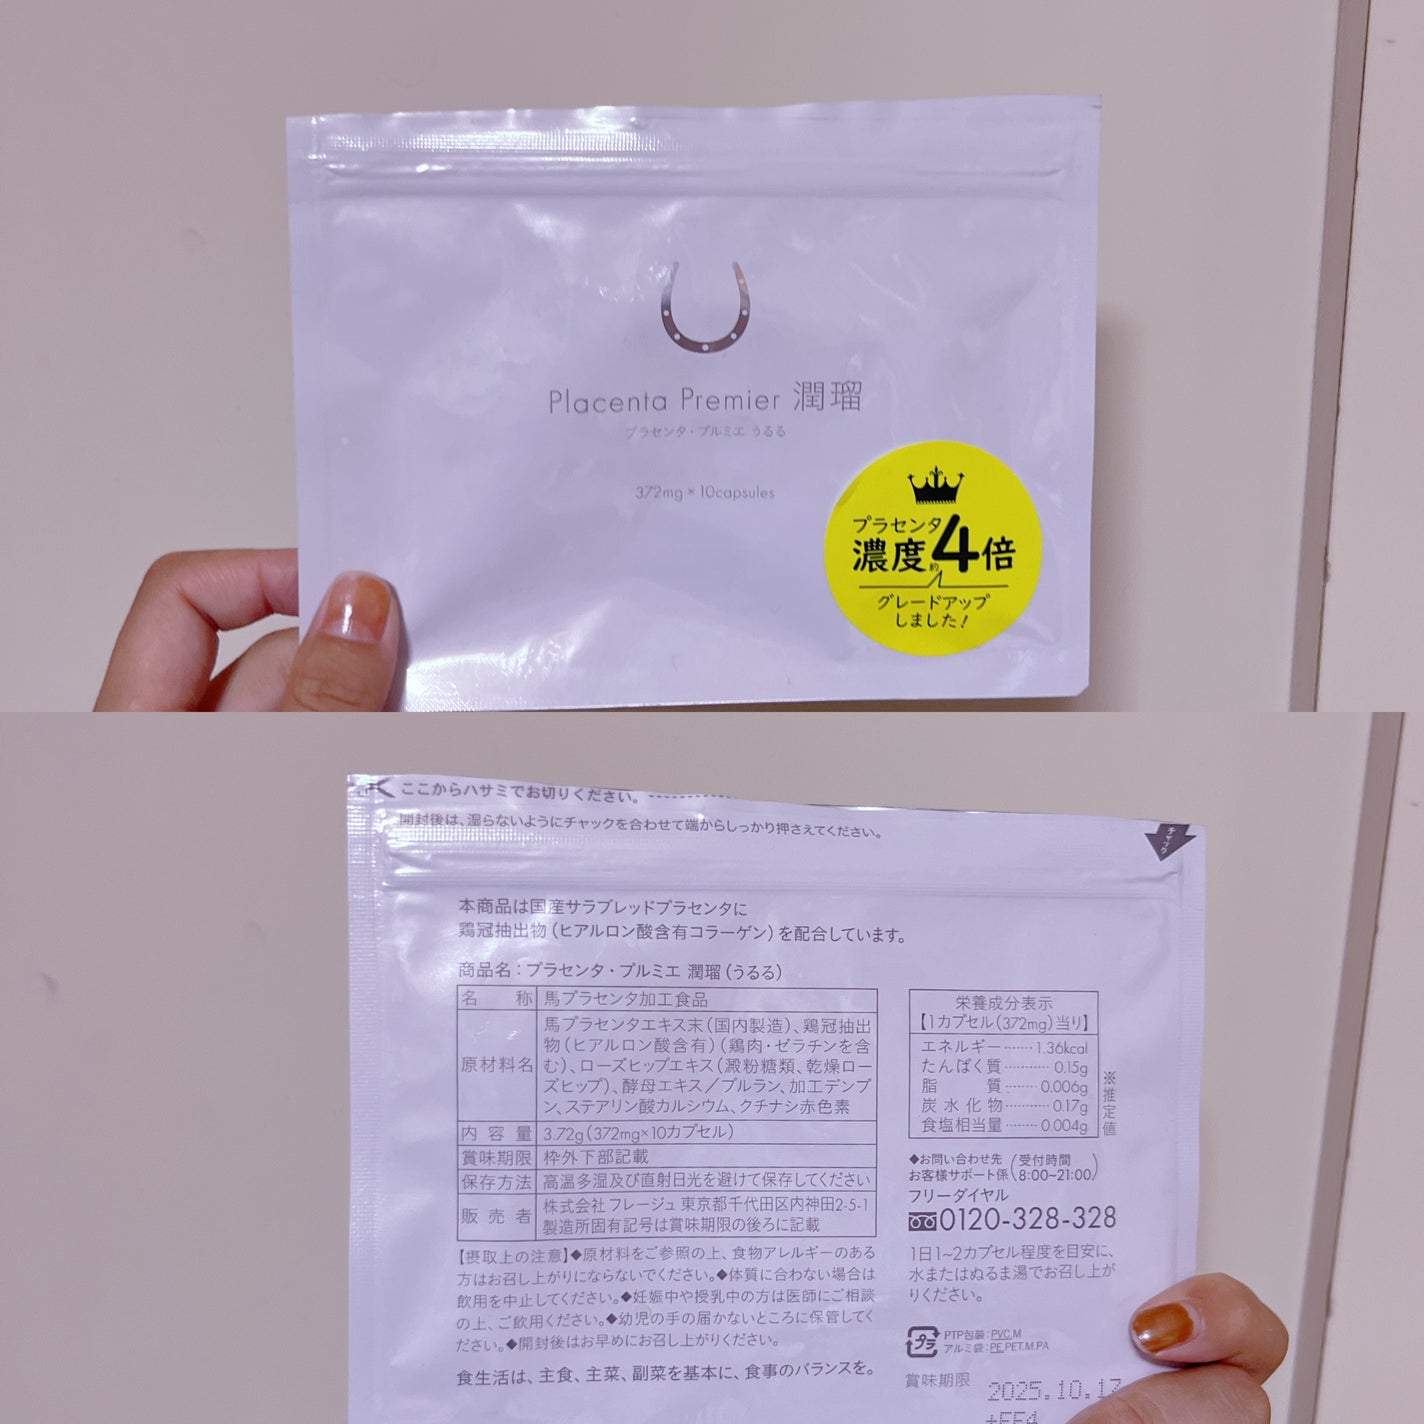 Placenta Premier 潤瑠
プラセンタ・プルミエ うるる
372mg×10capsules
プラセンタ
濃度約4倍
グレードアップ
しました!
ここからハサミでお切りください。
開封後は、湿らないようにチャックを合わせて端からしっかり押さえてください。
チャック
本商品は国産サラブレッドプラセンタに
鶏冠抽出物(ヒアルロン酸含有コラーゲン)を配合しています。
商品名:プラセンタ・プルミエ 潤瑠(うるる)
名 称 馬プラセンタ加工食品
原材料名 馬プラセンタエキス末(国内製造)、鶏冠抽出
物(ヒアルロン酸含有)(鶏肉・ゼラチンを含
む)、ローズヒップエキス(澱粉糖類、乾燥ロー
ズヒップ)、酵母エキス/プルラン、加工デンプ
ン、ステアリン酸カルシウム、クチナシ赤色素
内容量 3.72g(372mg×10カプセル)
賞味期限 枠外下部記載
保存方法 高温多湿及び直射日光を避けて保存してください
販売者 株式会社フレージュ 東京都千代田区内神田2-5-1
製造所固有記号は賞味期限の後ろに記載
【摂取上の注意】◆原材料をご参照の上、食物アレルギーのある
方はお召し上がりにならないでください。◆体質に合わない場合は
飲用を中止してください。◆妊娠中や授乳中の方は医師にご相談
の上、ご飲用ください。◆幼児の手の届かないところに保管してく
ださい。◆開封後はお早めにお召し上がりください。
食生活は、主食、主菜、副菜を基本に、食事のバランスを。
栄養成分表示
【1カプセル(372mg)当り】
エネルギー……1.36kcal
たんぱく質………0.15g
脂 質………0.006g
炭水化物………0.17g
食塩相当量……0.004g
※推定値
◆お問い合わせ先
お客様サポート係
(受付時間
8:00~21:00)
フリーダイヤル
0120-328-328
1日1~2カプセル程度を目安に、
水またはぬるま湯でお召し上が
りください。
プラ
PTP包装:PVC,M
アルミ袋:PE,PET,M,PA
賞味期限 2025.10.17